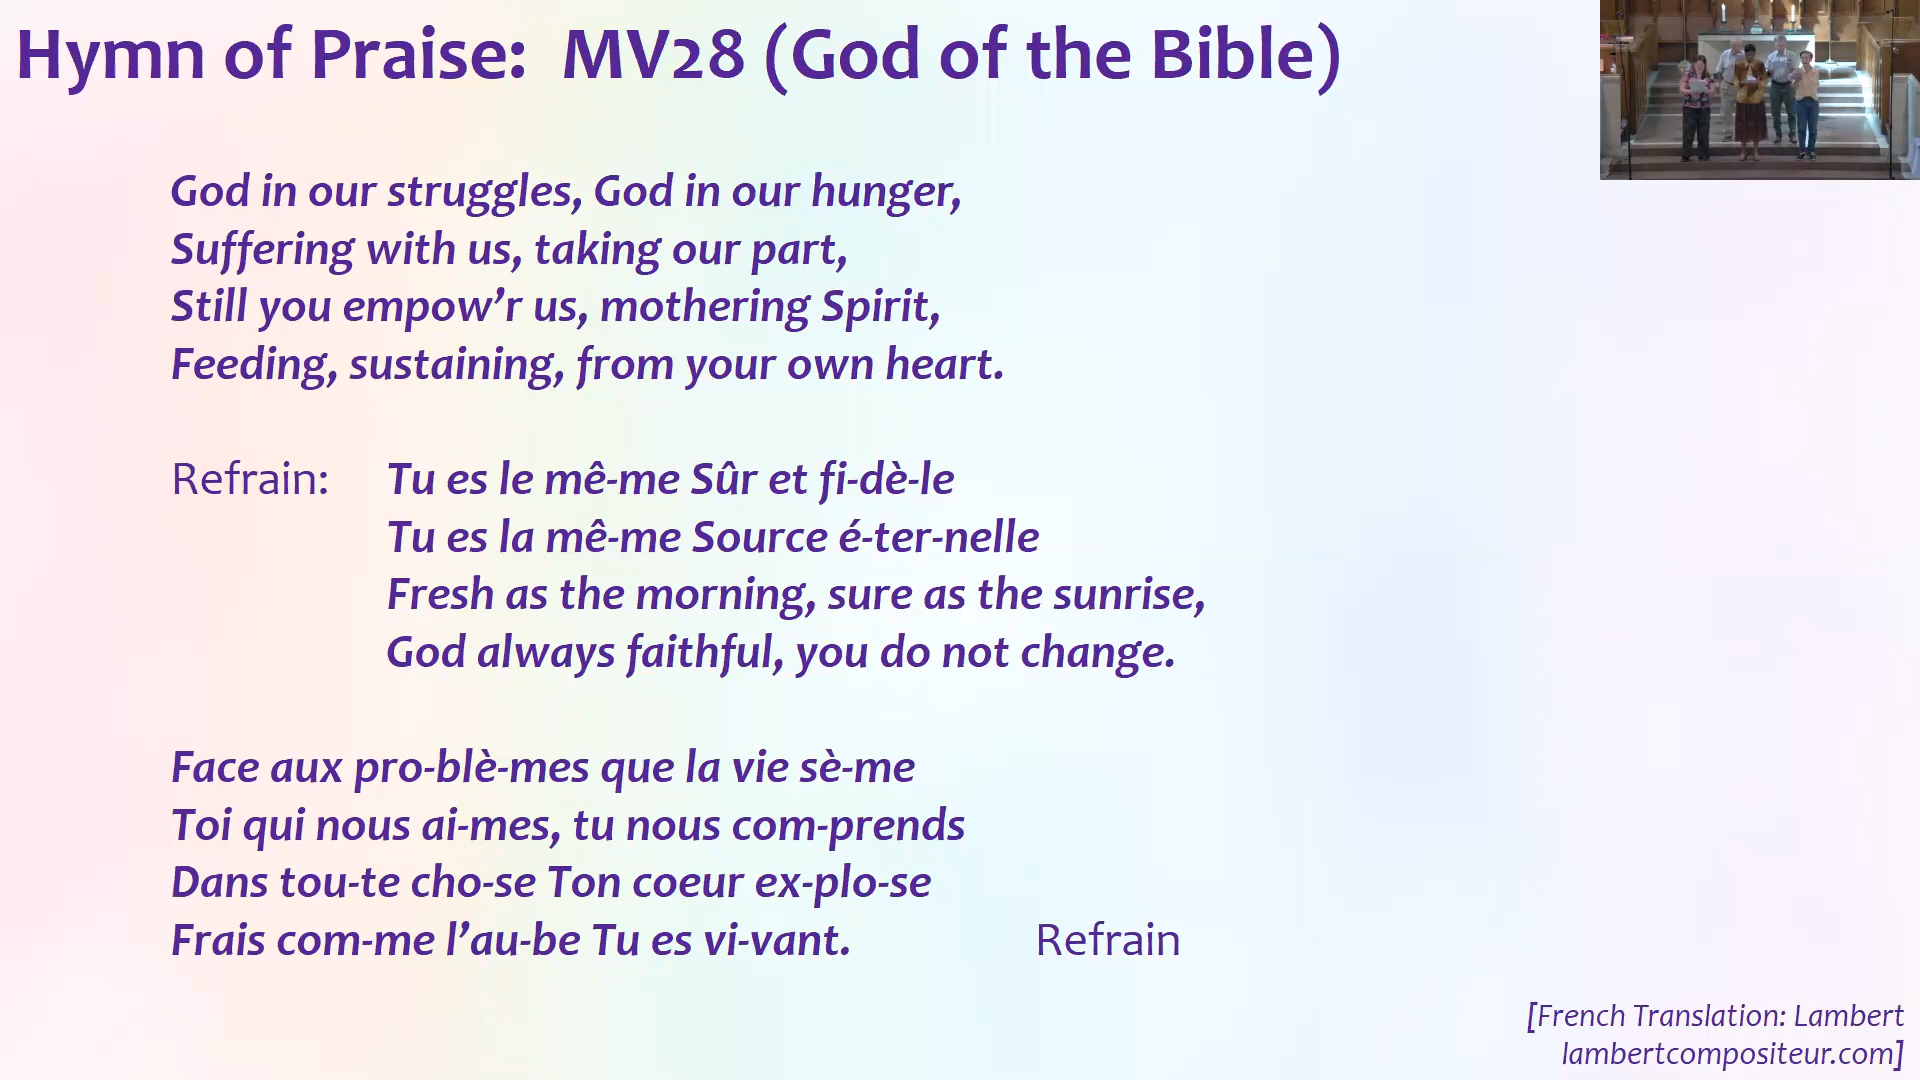 Hymn of Praise: MV28 (God of the Bible)
God in our struggles, God in our hunger,
Suffering with us, taking our part,
Still you empow’r us, mothering Spirit,
Feeding, sustaining, from your own heart.
Refrain: Tu es le mê-me Sûr et fi-dè-le
Tu es la mê-me Source é-ter-nelle
Fresh as the morning, sure as the sunrise,
God always faithful, you do not change.
Face aux pro-blè-mes que la vie sè-me
Toi qui nous ai-mes, tu nous com-prends
Dans tou-te cho-se Ton coeur ex-plo-se
Frais com-me l’au-be Tu es vi-vant. Refrain
[French Translation: Lambert
lambertcompositeur.com]